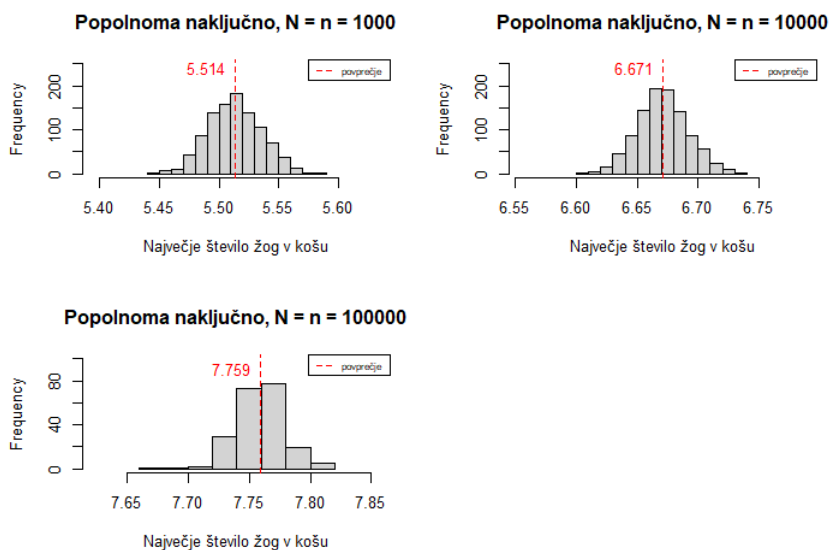 Popolnoma naključno, N = n = 1000
5.514
povprečje
Frequency
0 100 200
5.40 5.45 5.50 5.55 5.60
Največje število žog v košu
Popolnoma naključno, N = n = 10000
6.671
povprečje
Frequency
0 100 200
6.55 6.60 6.65 6.70 6.75
Največje število žog v košu
Popolnoma naključno, N = n = 100000
7.759
povprečje
Frequency
0 40 80
7.65 7.70 7.75 7.80 7.85
Največje število žog v košu